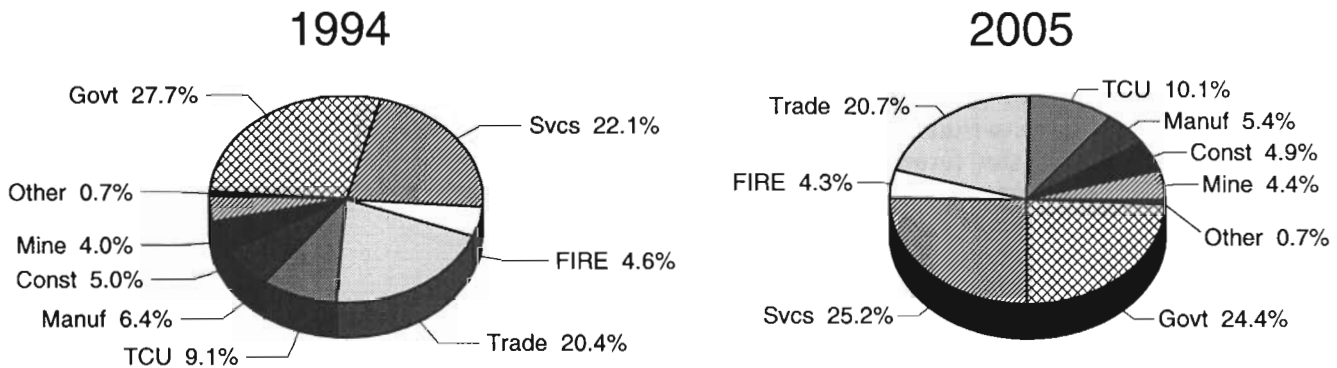 1994
Govt 27.7%
Svcs 22.1%
Other 0.7%
Mine 4.0%
FIRE 4.6%
Const 5.0%
Manuf 6.4%
Trade 20.4%
TCU 9.1%
2005
TCU 10.1%
Trade 20.7%
Manuf 5.4%
Const 4.9%
FIRE 4.3%
Mine 4.4%
Other 0.7%
Svcs 25.2%
Govt 24.4%